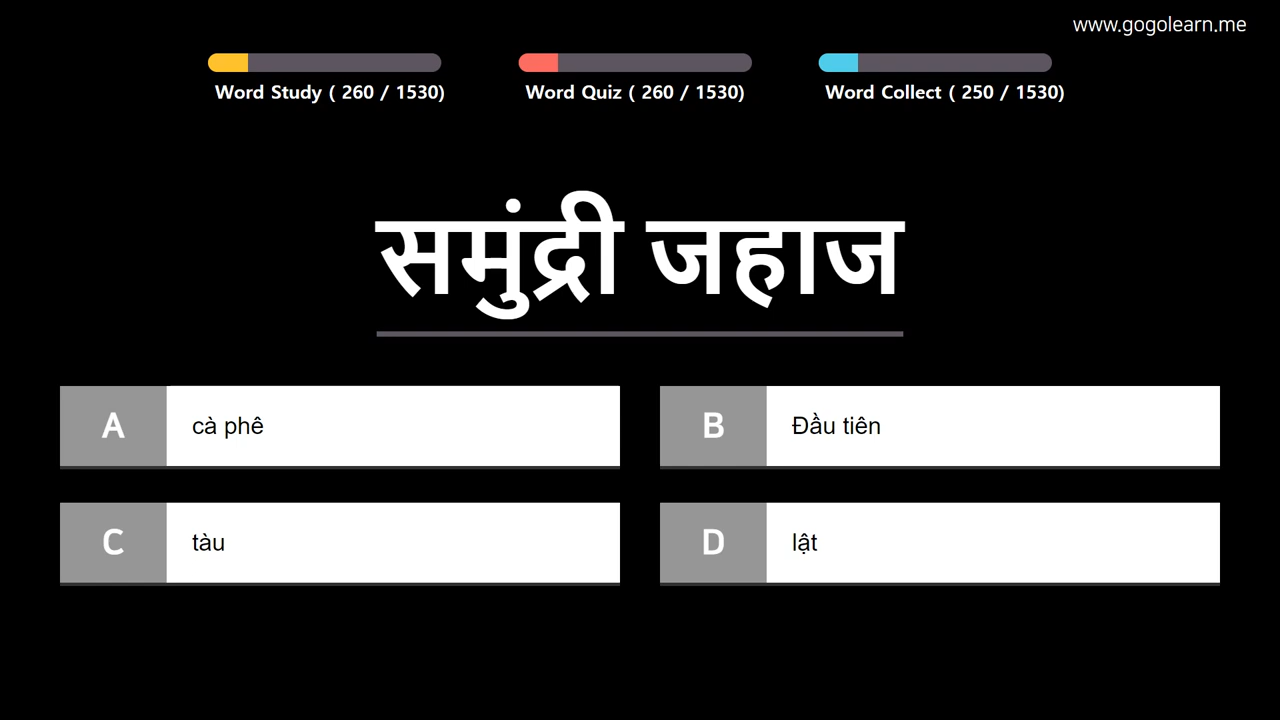 www.gogolearn.me
Word Study ( 260 / 1530)
Word Quiz ( 260 / 1530)
Word Collect ( 250 / 1530)
समुंद्री जहाज
A cà phê
B Đầu tiên
C tàu
D lật